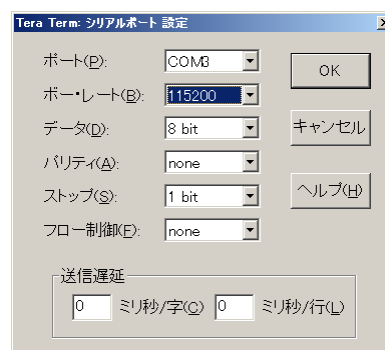 Tera Term: シリアルポート 設定
ポート(P): COM3
OK
ボー・レート(B): 115200
データ(D): 8 bit
キャンセル
パリティ(A): none
ストップ(S): 1 bit
ヘルプ(H)
フロー制御(F): none
送信遅延
0 ミリ秒/字(C) 0 ミリ秒/行(L)